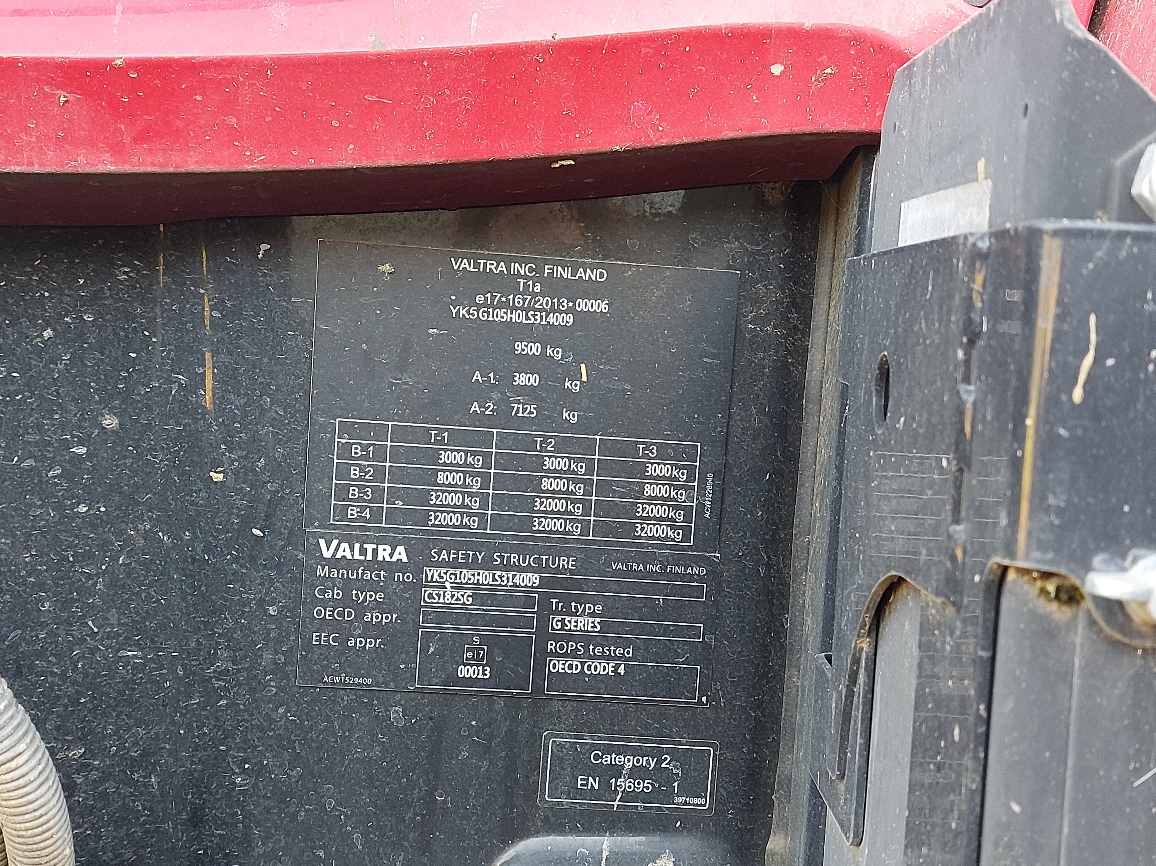 VALTRA INC. FINLAND
T1a
e17*167/2013*00006
YK5G105H0LS314009
9500 kg
A-1: 3800 kg
A-2: 7125 kg
T-1 T-2 T-3
B-1 3000 kg 3000 kg 3000 kg
B-2 8000 kg 8000 kg 8000 kg
B-3 32000 kg 32000 kg 32000 kg
B-4 32000 kg 32000 kg 32000 kg
VALTRA SAFETY STRUCTURE VALTRA INC. FINLAND
Manufact no. YK5G105H0LS314009
Cab type CS182SG
Tr. type
OECD appr.
G SERIES
EEC appr.
S
e17
00013
ROPS tested
OECD CODE 4
ACW1529400
Category 2
EN 15695 - 1
39710800